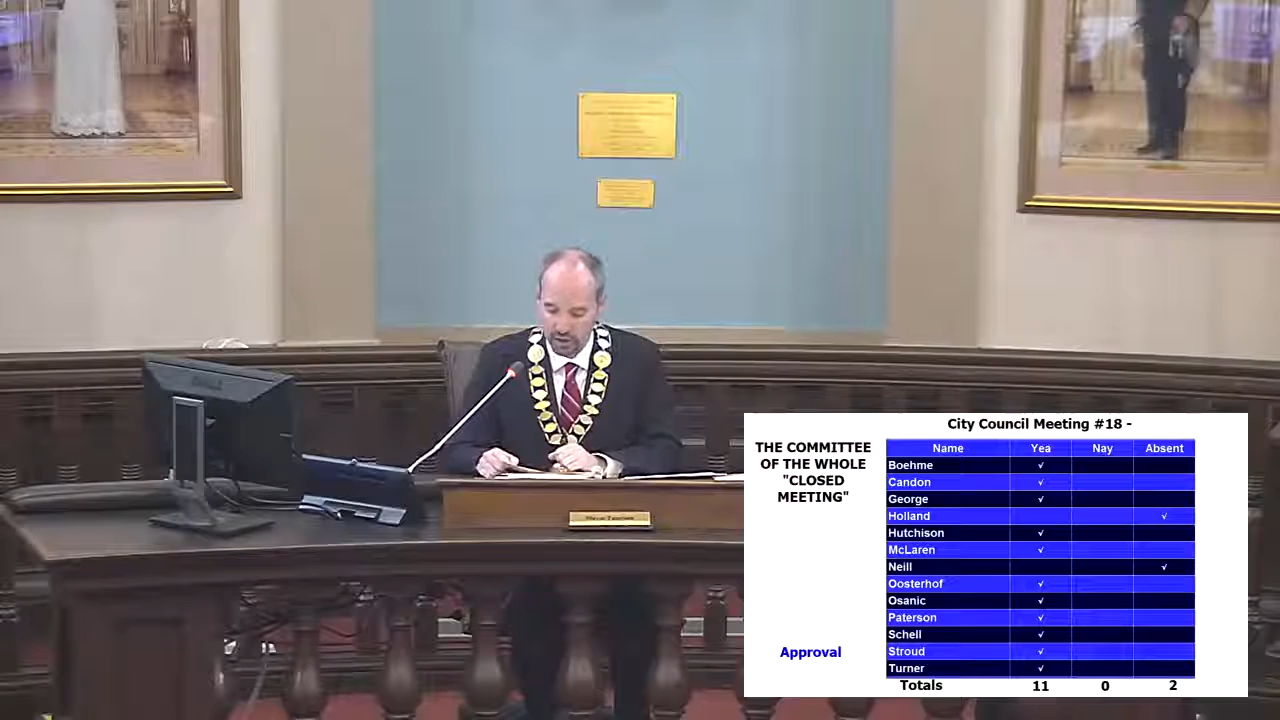 City Council Meeting #18 -
THE COMMITTEE
OF THE WHOLE
"CLOSED
MEETING"
Name Yea Nay Absent
Boehme √
Candon √
George √
Holland √
Hutchison √
McLaren √
Neill √
Oosterhof √
Osanic √
Paterson √
Schell √
Stroud √
Turner √
Approval
Totals 11 0 2